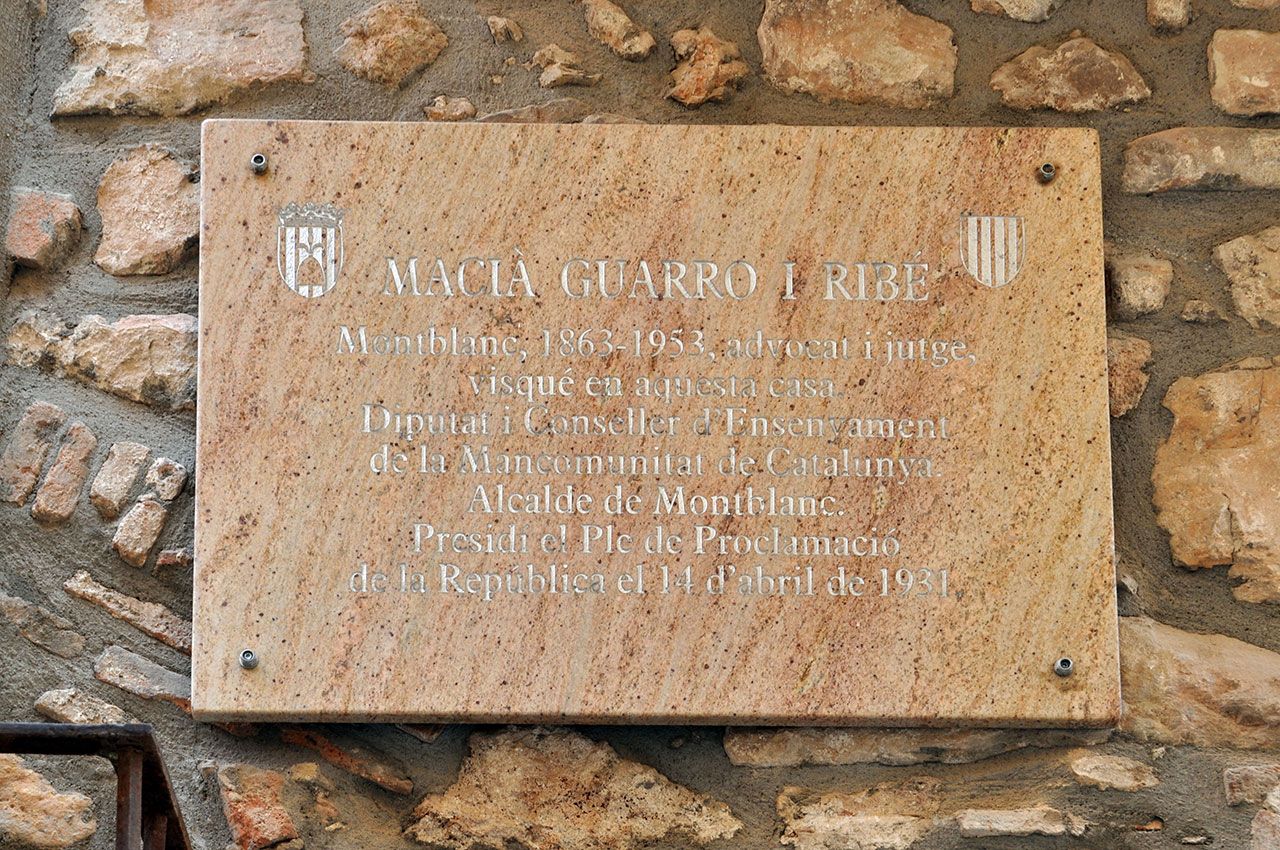 MACIÀ GUARRO I RIBÉ
Montblanc, 1863-1953, advocat i jutge,
visqué en aquesta casa.
Diputat i Conseller d'Ensenyament
de la Mancomunitat de Catalunya.
Alcalde de Montblanc.
Presidi el Ple de Proclamació
de la República el 14 d'abril de 1931.